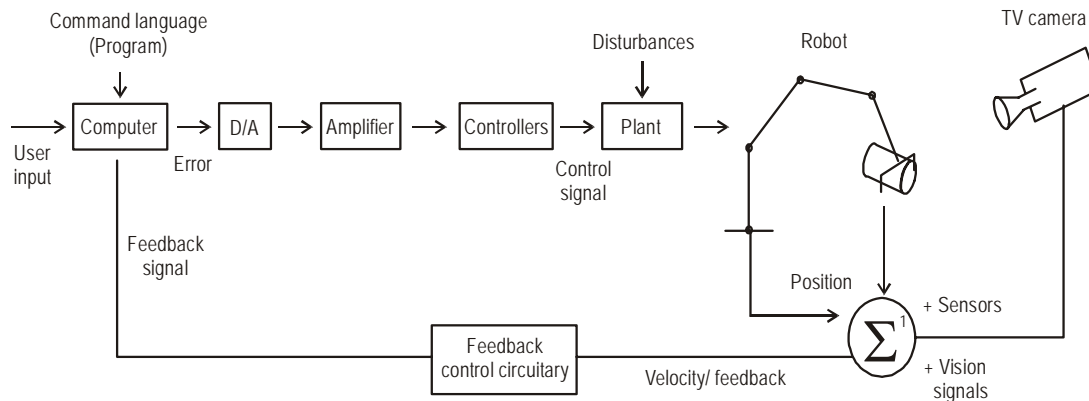 Command language
(Program)
TV camera
Disturbances
Robot
Computer
D/A
Amplifier
Controllers
Plant
User
input
Error
Control
signal
Feedback
signal
Position
+ Sensors
Σ 1
Feedback
control circuitary
Velocity/ feedback
+ Vision
signals